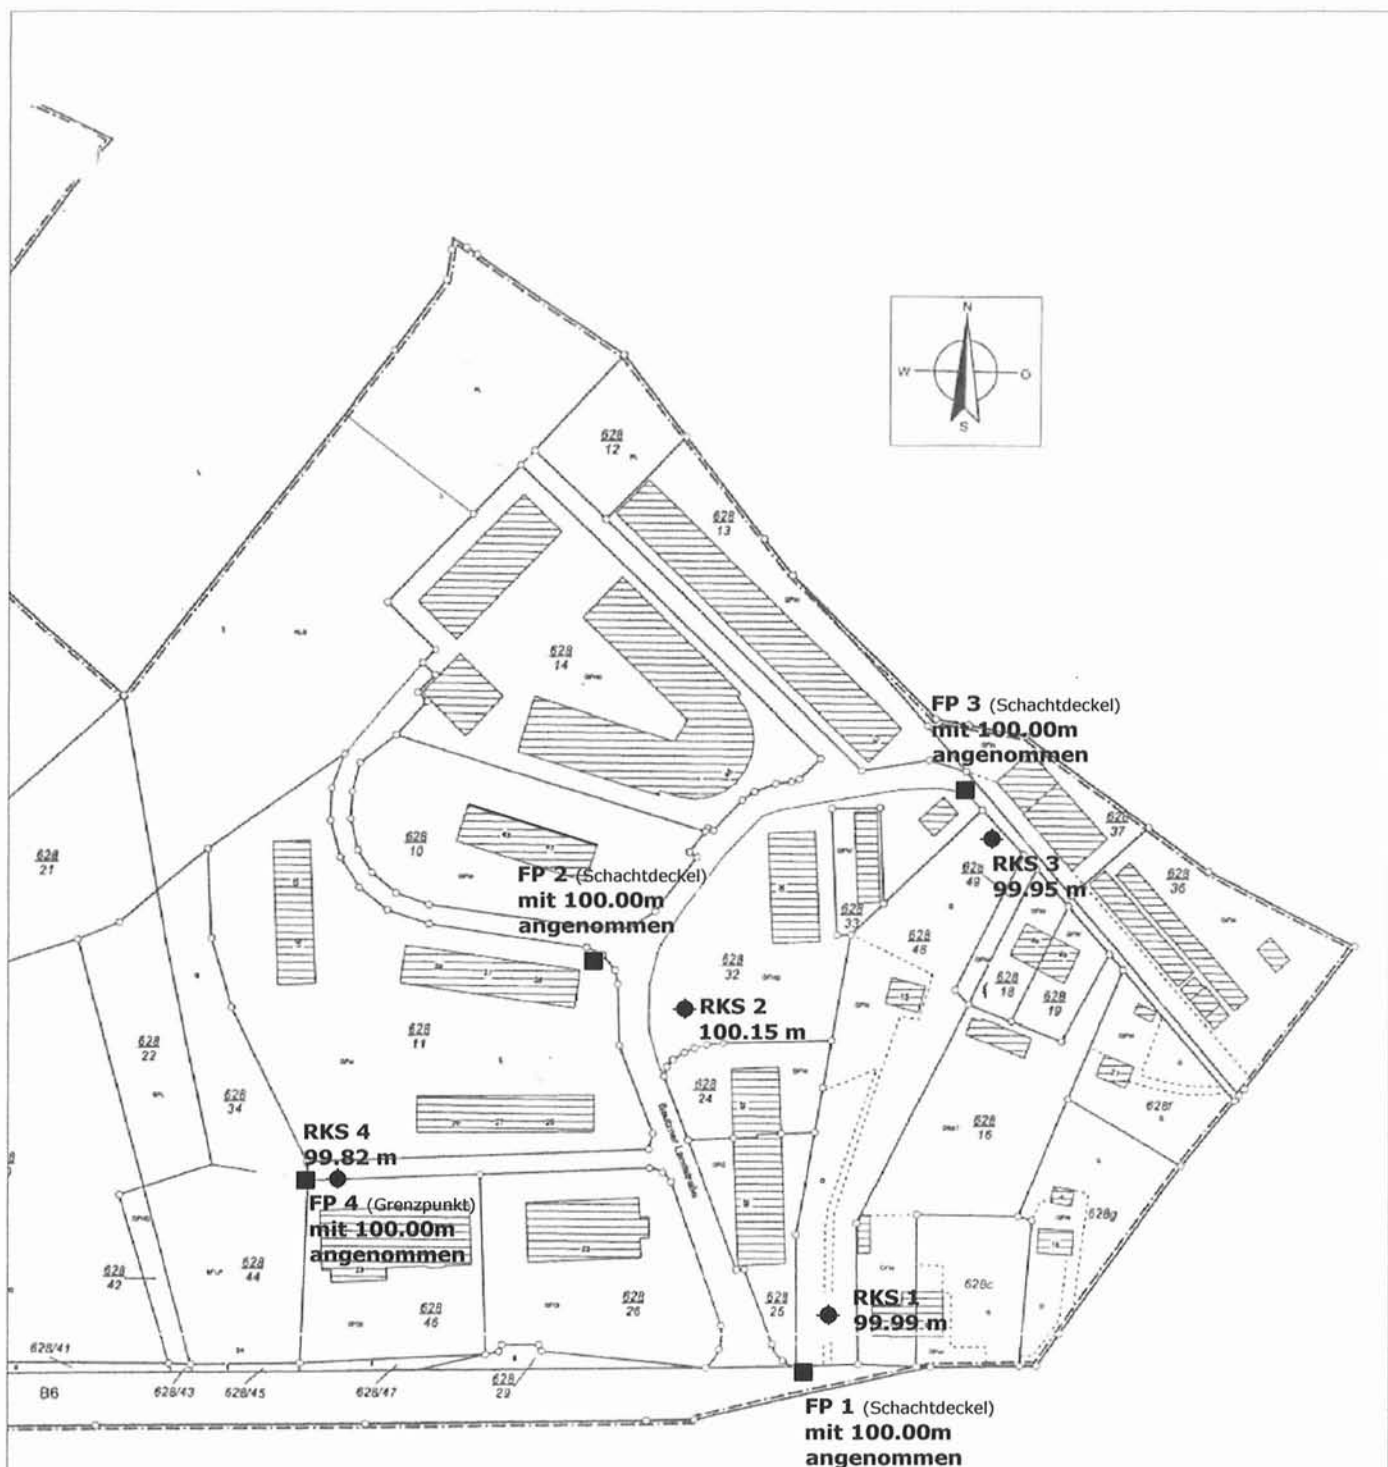 N
W
O
S
628
12
PL
PL
628
13
GFW
628
14
FP 3 (Schachtdeckel)
mit 100.00m
angenommen
628
37
628
36
628
21
628
10
FP 2 (Schachtdeckel)
mit 100.00m
angenommen
RKS 3
99.95 m
628
49
628
33
628
48
628
32
628
18
628
19
RKS 2
100.15 m
628
11
628
22
628
34
628
24
628
16
628f
Bautzner Landstraße
RKS 4
99.82 m
FP 4 (Grenzpunkt)
mit 100.00m
angenommen
628g
628
42
628
44
628
46
628
26
628
25
628c
RKS 1
99.99 m
628/41
628/43
628/45
628/47
628
29
B6
FP 1 (Schachtdeckel)
mit 100.00m
angenommen